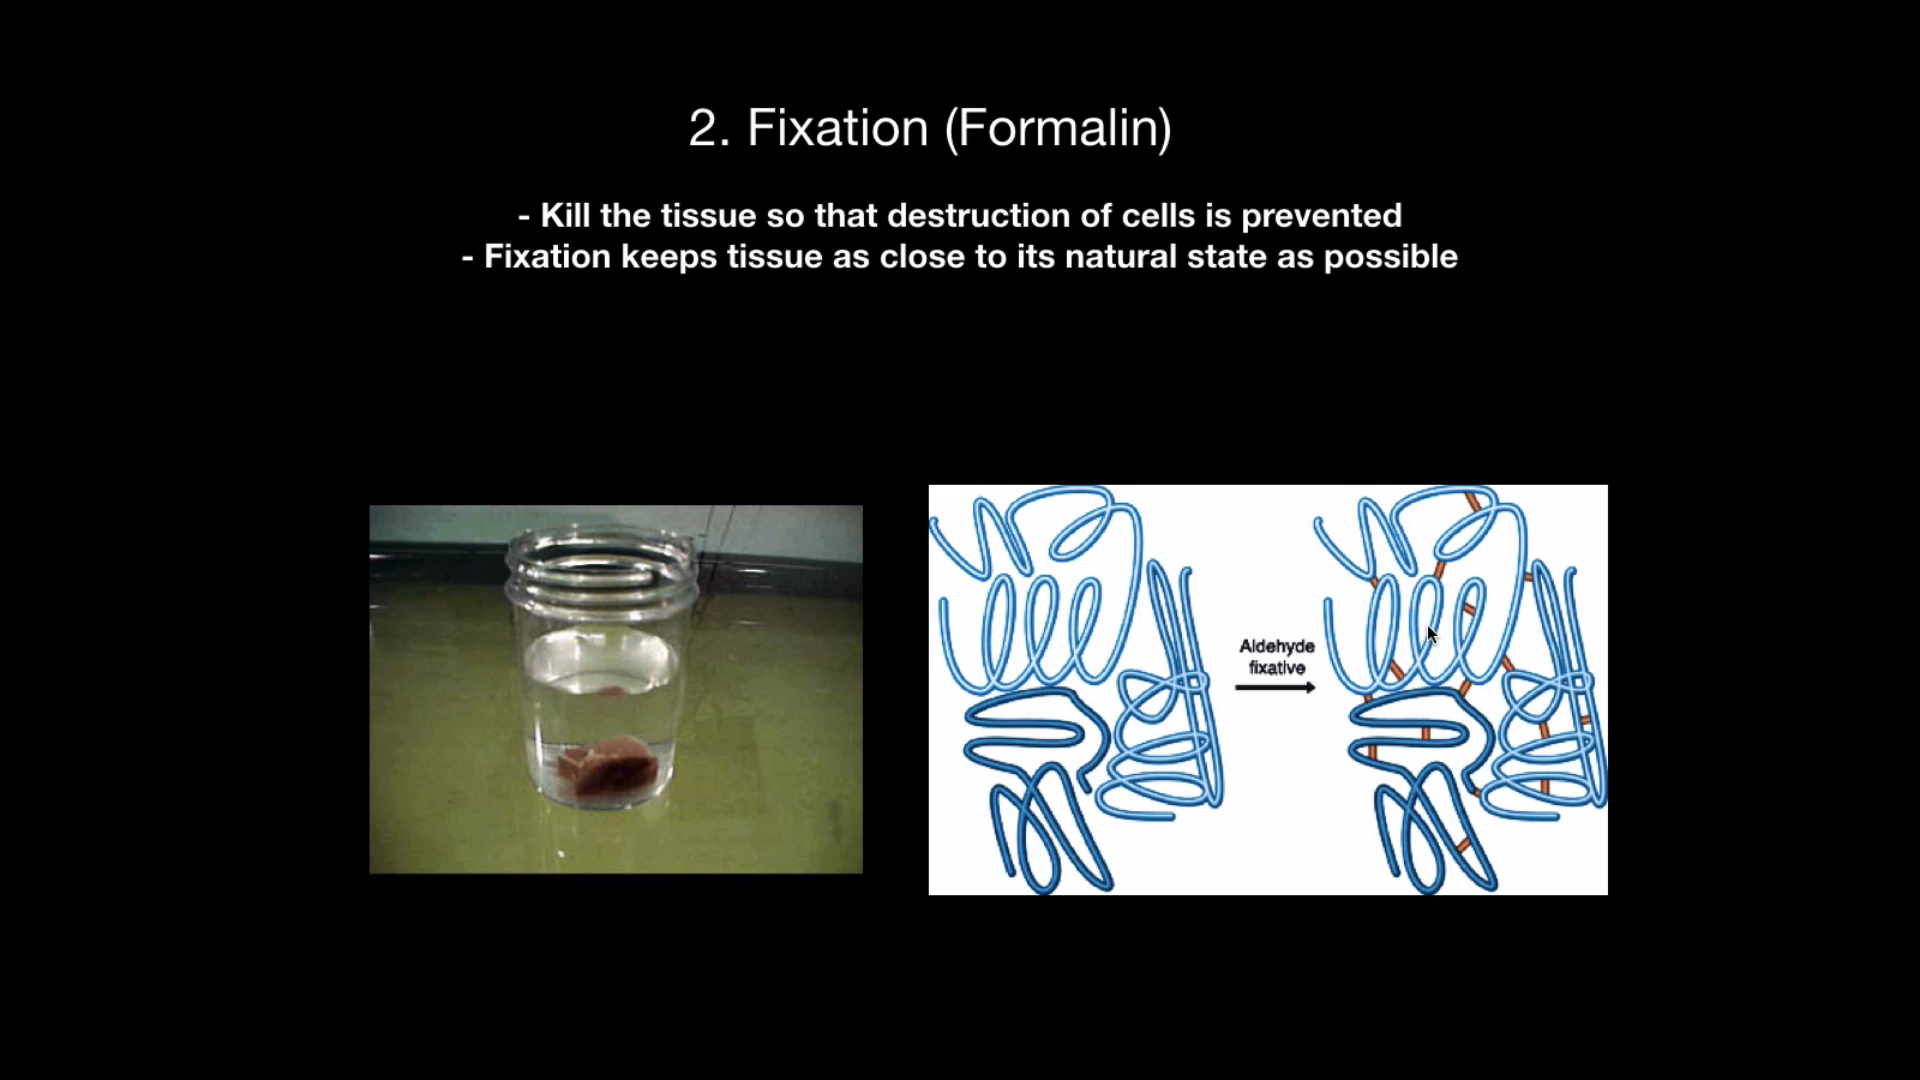 2. Fixation (Formalin)
- Kill the tissue so that destruction of cells is prevented
- Fixation keeps tissue as close to its natural state as possible
Aldehyde
fixative